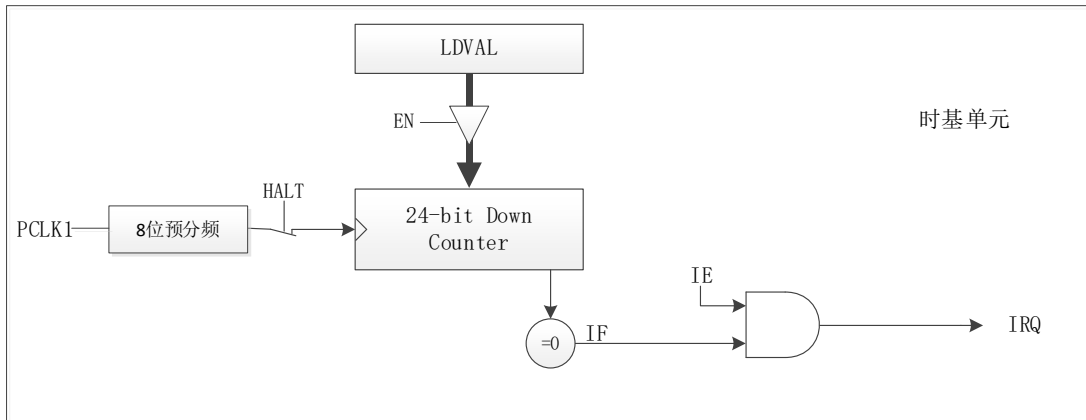 LDVAL
EN
时基单元
HALT
PCLK1
8位预分频
24-bit Down
Counter
IE
=0
IF
IRQ